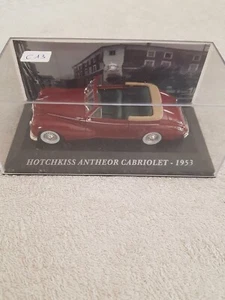 HOTCHKISS ANTHEOR CABRIOLET - 1953